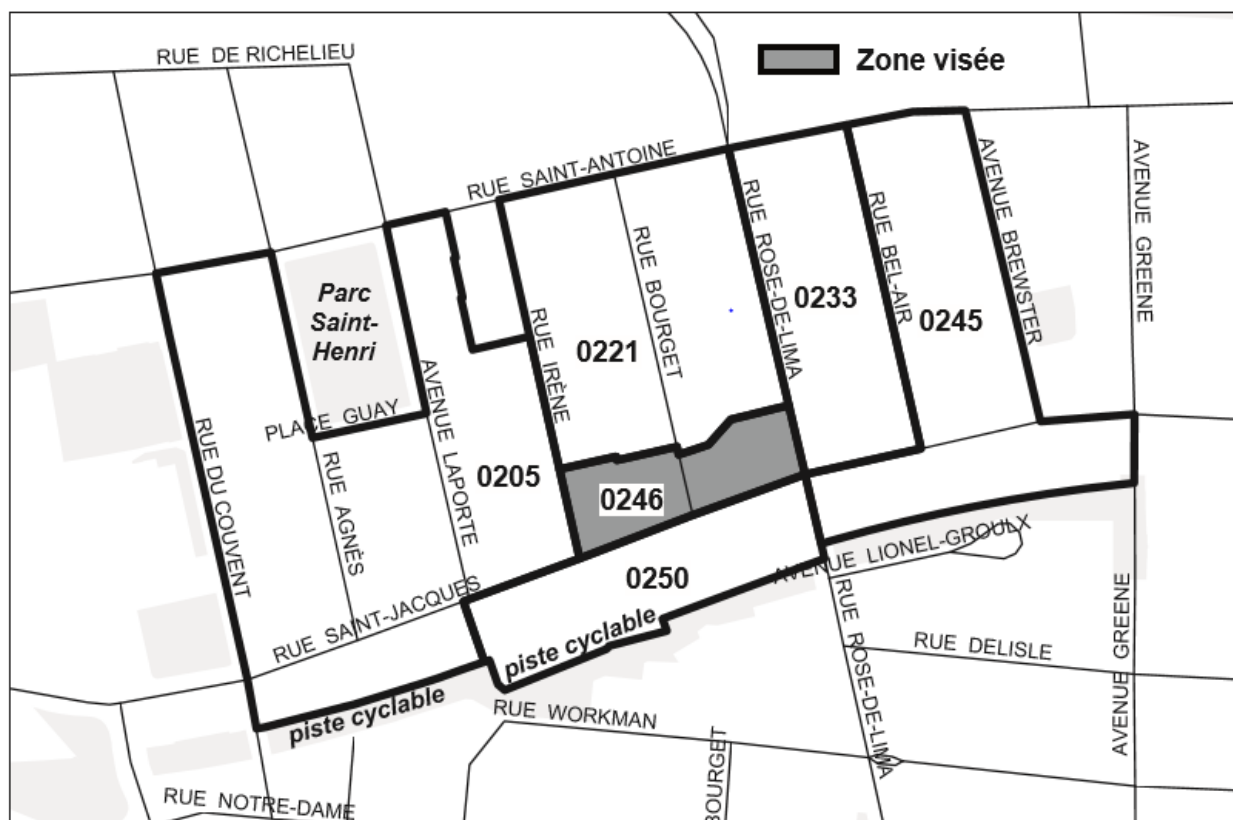 RUE DE RICHELIEU
Zone visée
RUE SAINT-ANTOINE
AVENUE BREWSTER
AVENUE GREENE
RUE ROSE-DE-LIMA
RUE BEL-AIR
RUE BOURGET
Parc
Saint-
Henri
0233
0245
0221
RUE IRÈNE
AVENUE LAPORTE
PLACE GUAY
RUE DU COUVENT
RUE AGNÈS
0205
0246
0250
RUE SAINT-JACQUES
AVENUE LIONEL-GROULX
piste cyclable
piste cyclable
RUE ROSE-DE-LIMA
RUE DELISLE
AVENUE GREENE
RUE WORKMAN
BOURGET
RUE NOTRE-DAME